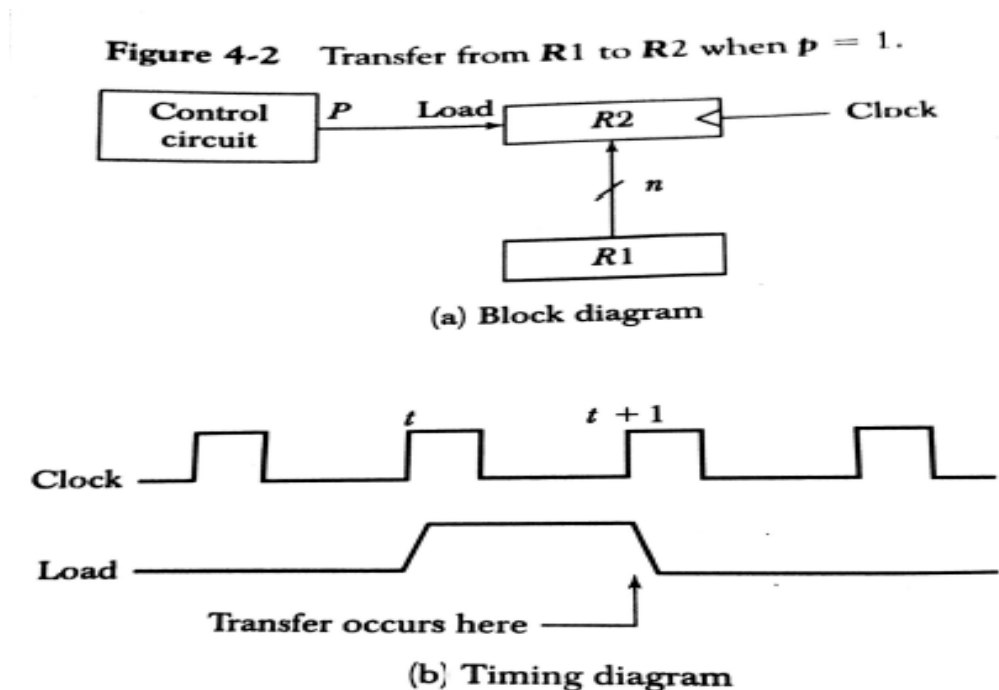 Figure 4-2 Transfer from R1 to R2 when p = 1.
Control
circuit
P
Load
R2
Clock
n
R1
(a) Block diagram
t
t + 1
Clock
Load
Transfer occurs here
(b) Timing diagram